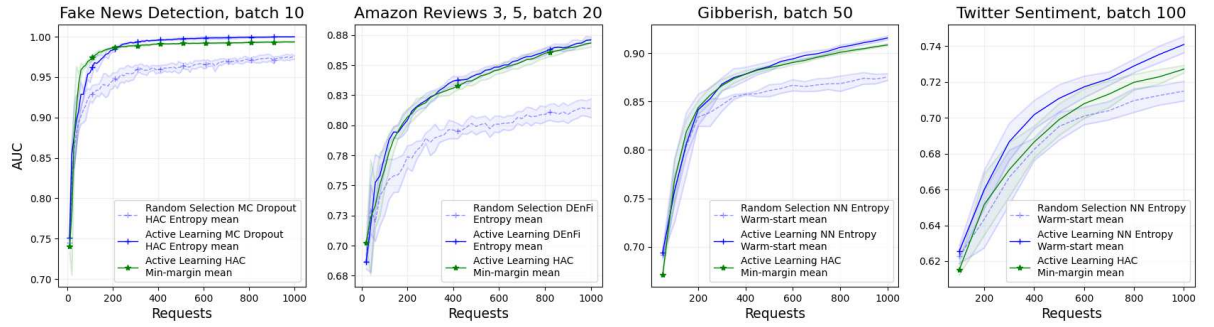 Fake News Detection, batch 10
AUC
1.00
0.95
0.90
0.85
0.80
0.75
0.70
Random Selection MC Dropout
HAC Entropy mean
Active Learning MC Dropout
HAC Entropy mean
Active Learning HAC
Min-margin mean
0 200 400 600 800 1000
Requests
Amazon Reviews 3, 5, batch 20
0.88
0.85
0.82
0.80
0.78
0.75
0.72
0.70
0.68
Random Selection DEnFi
Entropy mean
Active Learning DEnFi
Entropy mean
Active Learning HAC
Min-margin mean
0 200 400 600 800 1000
Requests
Gibberish, batch 50
0.90
0.85
0.80
0.75
0.70
Random Selection NN Entropy
Warm-start mean
Active Learning NN Entropy
Warm-start mean
Active Learning HAC
Min-margin mean
200 400 600 800 1000
Requests
Twitter Sentiment, batch 100
0.74
0.72
0.70
0.68
0.66
0.64
0.62
Random Selection NN Entropy
Warm-start mean
Active Learning NN Entropy
Warm-start mean
Active Learning HAC
Min-margin mean
200 400 600 800 1000
Requests